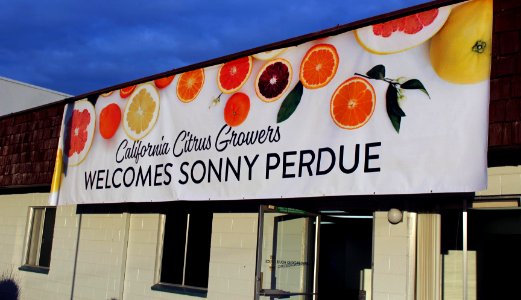 California Citrus Growers
WELCOMES SONNY PERDUE